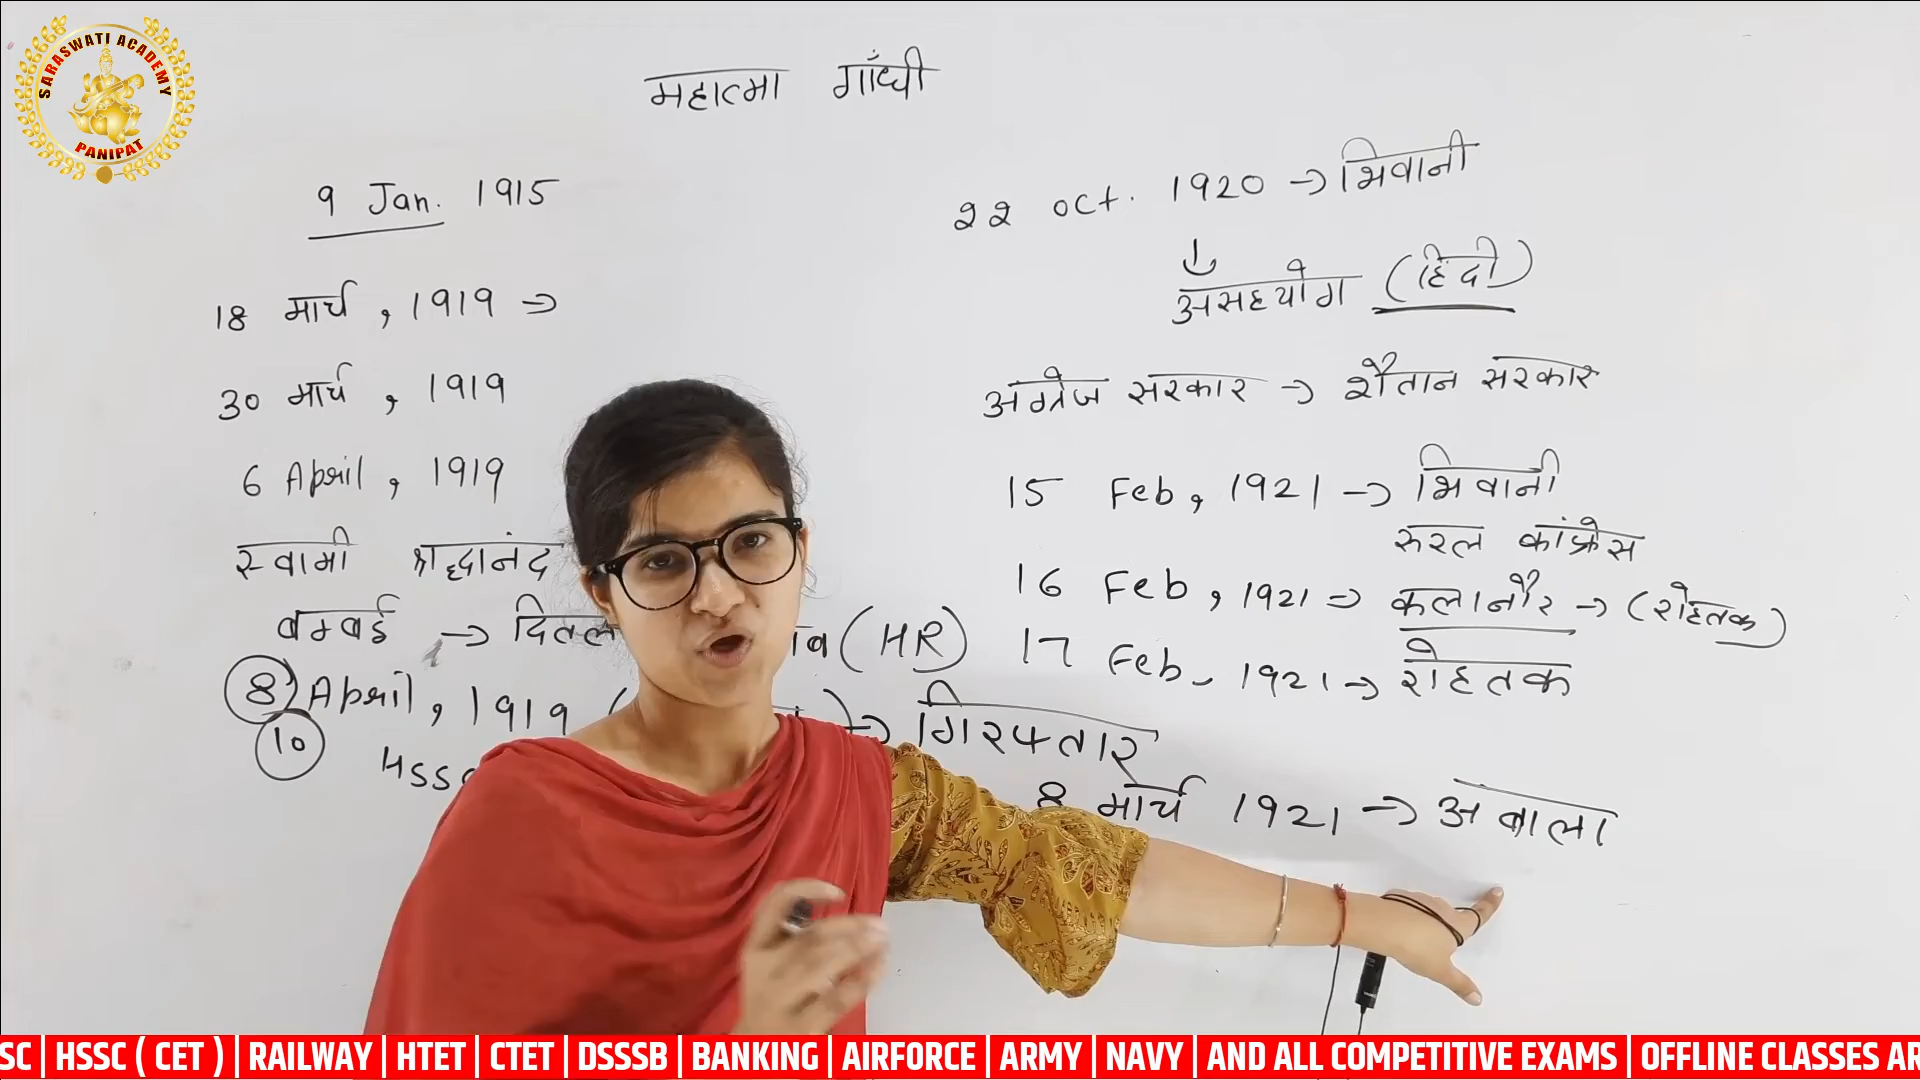 SARASWATI ACADEMY
PANIPAT
महात्मा गाँधी
9 Jan. 1915
18 मार्च , 1919 →
30 मार्च , 1919
6 April , 1919
स्वामी श्रद्धानंद
बम्बई → दि
(HR)
8 April , 1919 → गिरफ्तार
10
HSS
22 oct. 1920 → भिवानी
असहयोग (हिंदी)
अंग्रेज सरकार → शैतान सरकार
15 Feb , 1921 → भिवानी
रूरल कांफ्रेस
16 Feb , 1921 ⇒ कलानौर → (रोहतक)
17 Feb , 1921 → रोहतक
8 मार्च 1921 → अबाला
SC | HSSC ( CET ) | RAILWAY | HTET | CTET | DSSSB | BANKING | AIRFORCE | ARMY | NAVY | AND ALL COMPETITIVE EXAMS | OFFLINE CLASSES AR